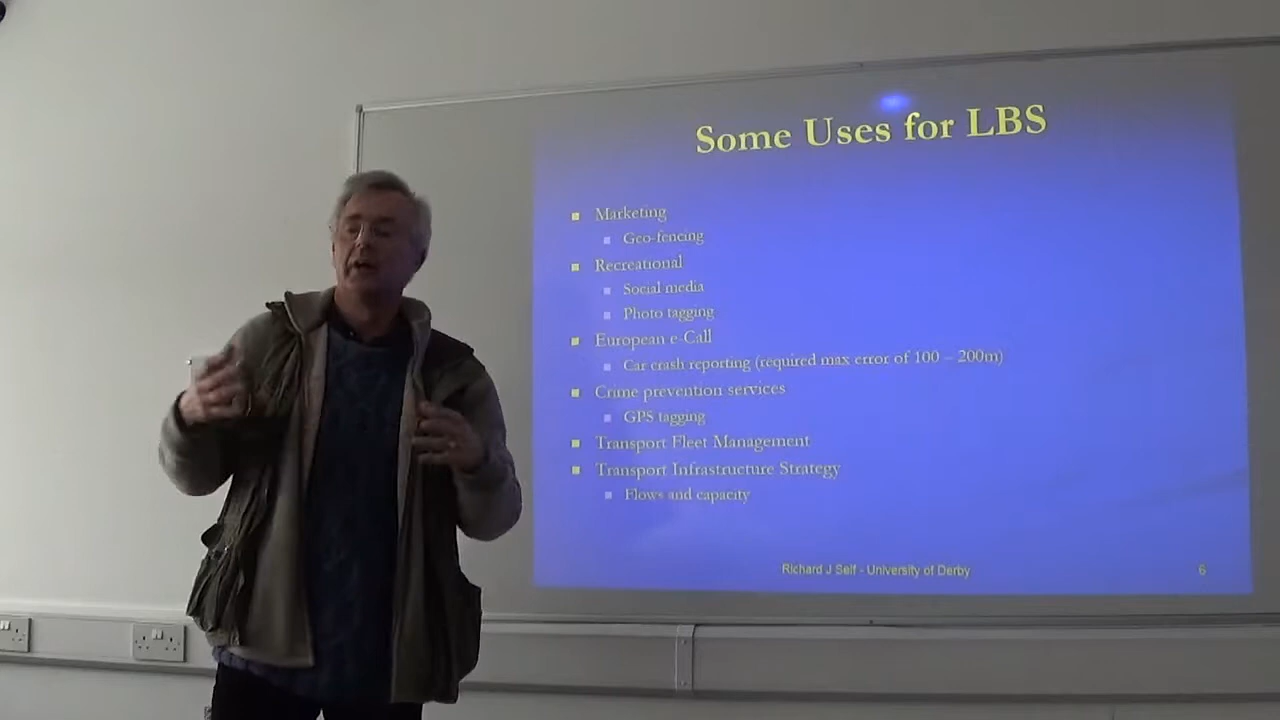 Some Uses for LBS
Marketing
Geo-fencing
Recreational
Social media
Photo tagging
European e-Call
Car crash reporting (required max error of 100 – 200m)
Crime prevention services
GPS tagging
Transport Fleet Management
Transport Infrastructure Strategy
Flows and capacity
Richard J Self - University of Derby
6